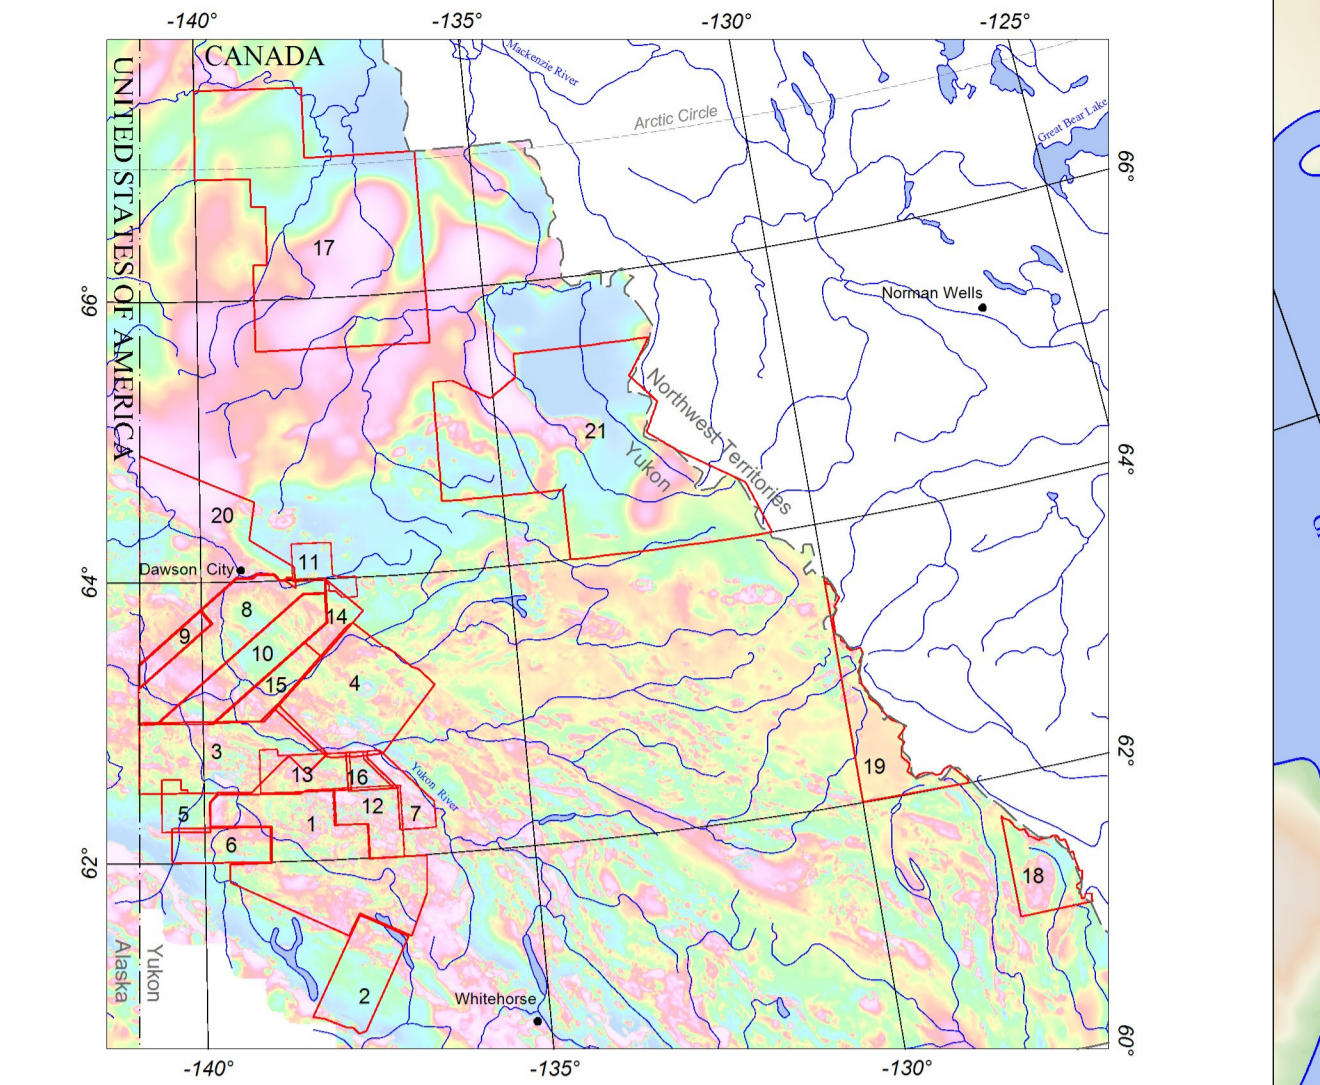 -140°
-135°
-130°
-125°
CANADA
UNITED STATES OF AMERICA
Mackenzie River
Arctic Circle
Great Bear Lake
66°
17
66°
Norman Wells
Northwest Territories
Yukon
21
64°
20
11
Dawson City
64°
8
14
9
10
15
4
3
62°
19
13
16
Yukon River
5
1
12
7
6
62°
18
Alaska
Yukon
2
Whitehorse
60°
-140°
-135°
-130°